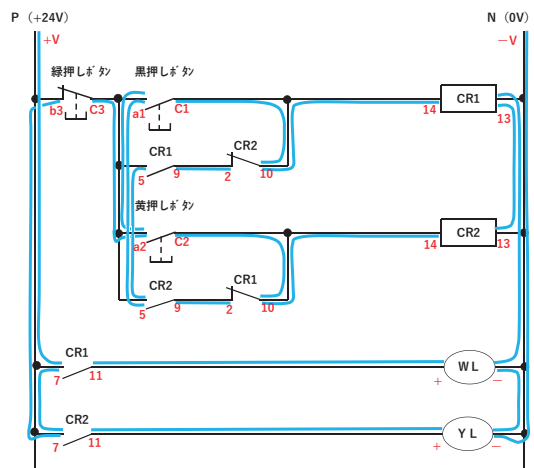 P（+24V） N（0V）
+V －V
緑押しﾎﾞﾀﾝ 黒押しﾎﾞﾀﾝ
CR1
b3 C3 a1 C1 14 13
CR1 CR2
5 9 2 10
黄押しﾎﾞﾀﾝ
CR2
a2 C2 14 13
CR2 CR1
5 9 2 10
CR1
WL
7 11 + －
CR2
YL
7 11 + －